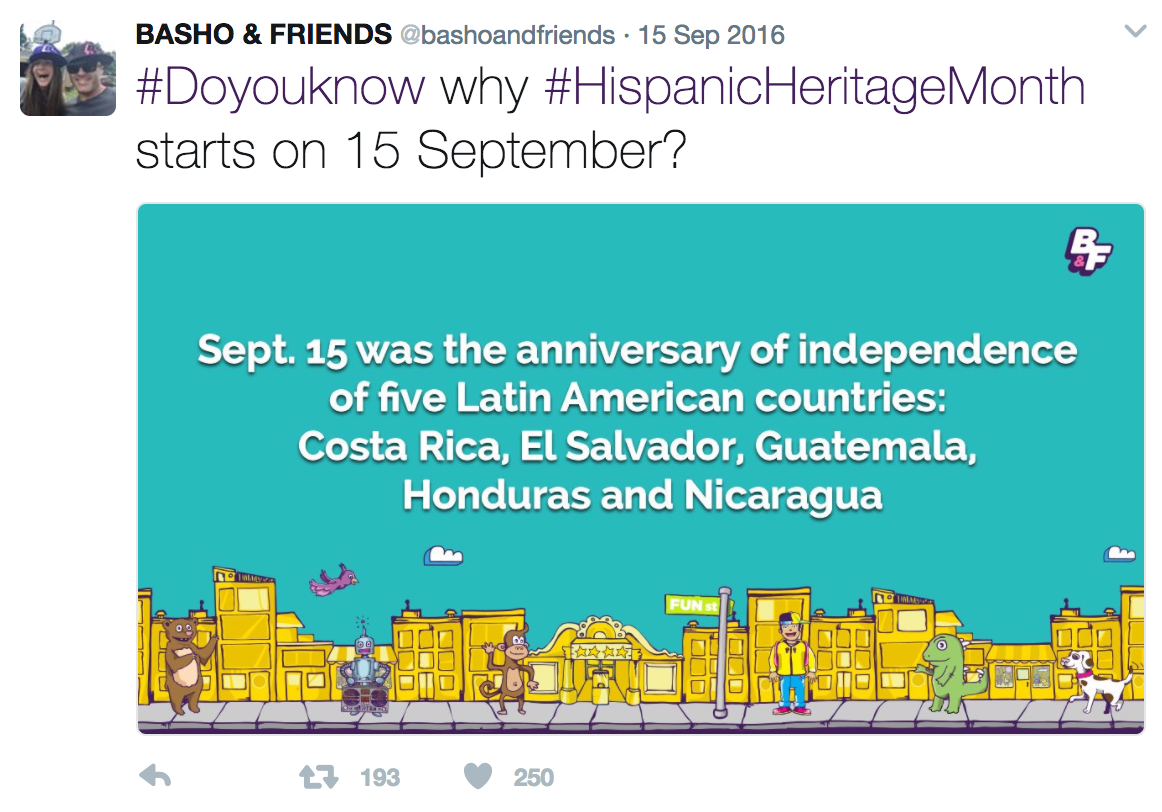 BASHO & FRIENDS @bashoandfriends · 15 Sep 2016
#Doyouknow why #HispanicHeritageMonth
starts on 15 September?
B
&F
Sept. 15 was the anniversary of independence
of five Latin American countries:
Costa Rica, El Salvador, Guatemala,
Honduras and Nicaragua
FUN st
193 250